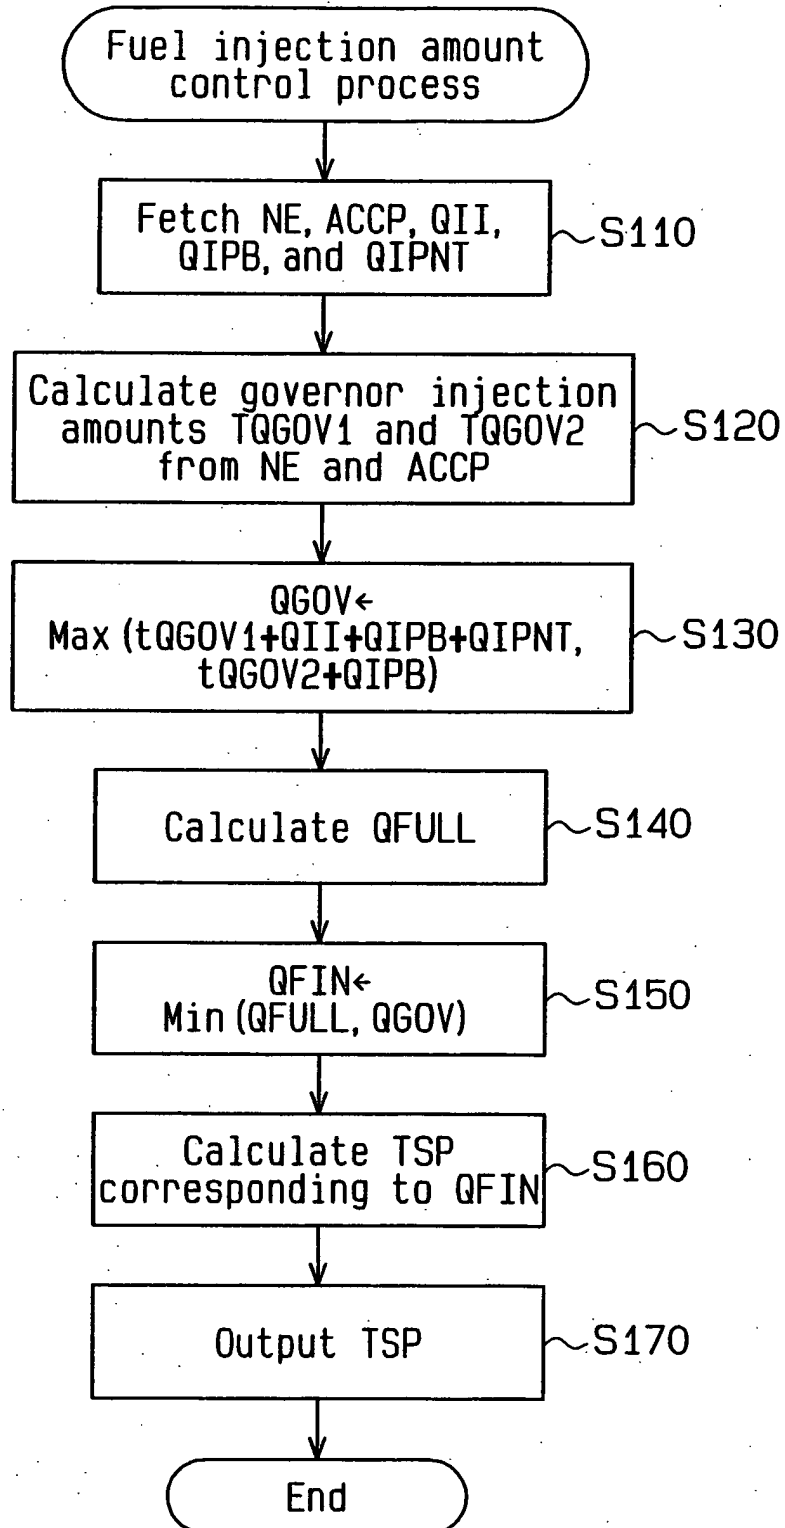 Fuel injection amount
control process
Fetch NE, ACCP, QII,
QIPB, and QIPNT
S110
Calculate governor injection
amounts TQGOV1 and TQGOV2
from NE and ACCP
S120
QGOV←
Max (tQGOV1+QII+QIPB+QIPNT,
tQGOV2+QIPB)
S130
Calculate QFULL
S140
QFIN←
Min (QFULL, QGOV)
S150
Calculate TSP
corresponding to QFIN
S160
Output TSP
S170
End